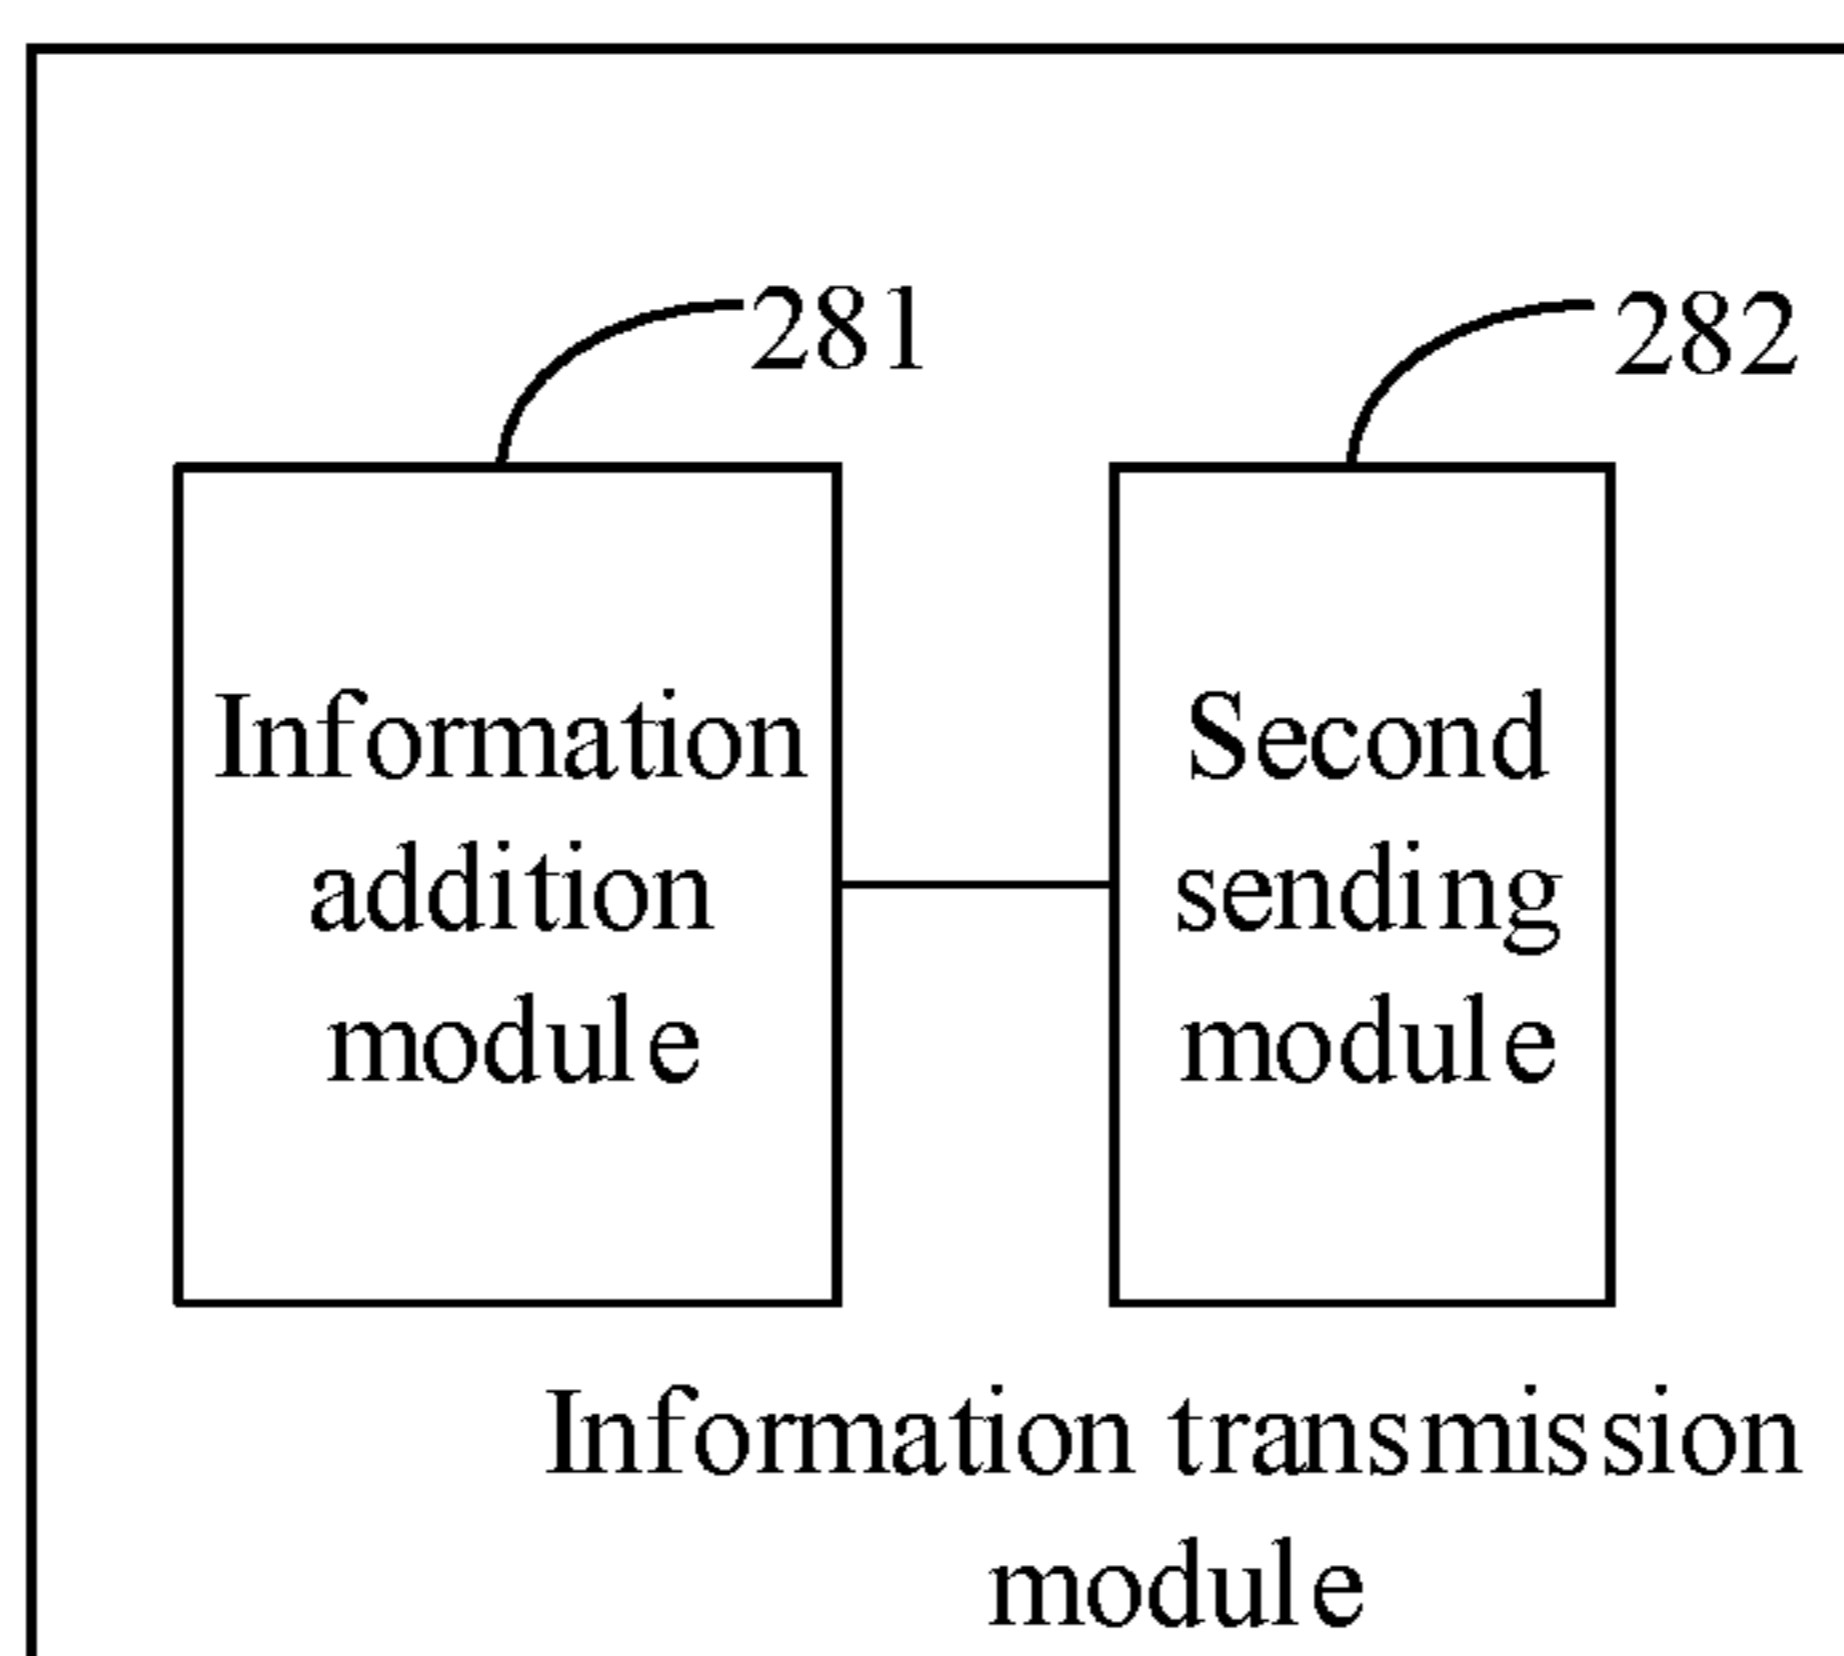 281
282
Information
addition
module
Second
sending
module
Information transmission
module